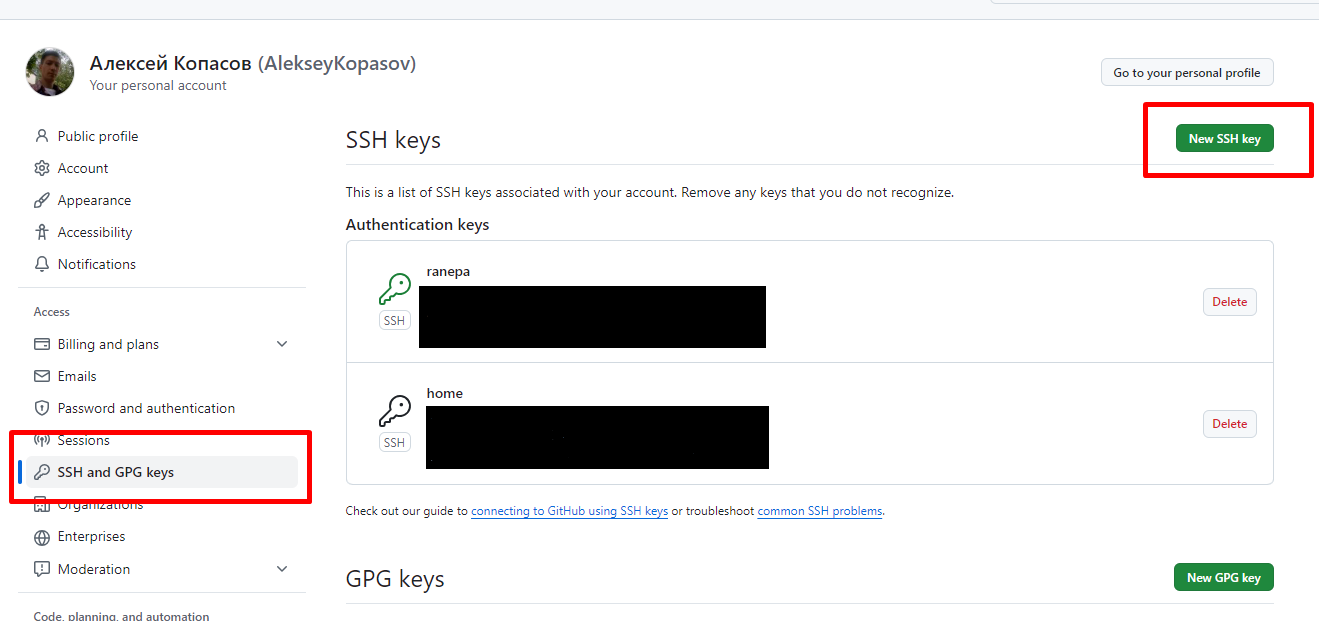 Алексей Копасов (AlekseyKopasov)
Your personal account
Go to your personal profile
Public profile
Account
Appearance
Accessibility
Notifications
Access
Billing and plans
Emails
Password and authentication
Sessions
SSH and GPG keys
Organizations
Enterprises
Moderation
Code, planning, and automation
SSH keys
New SSH key
This is a list of SSH keys associated with your account. Remove any keys that you do not recognize.
Authentication keys
ranepa
SSH
Delete
home
SSH
Delete
Check out our guide to connecting to GitHub using SSH keys or troubleshoot common SSH problems.
GPG keys
New GPG key